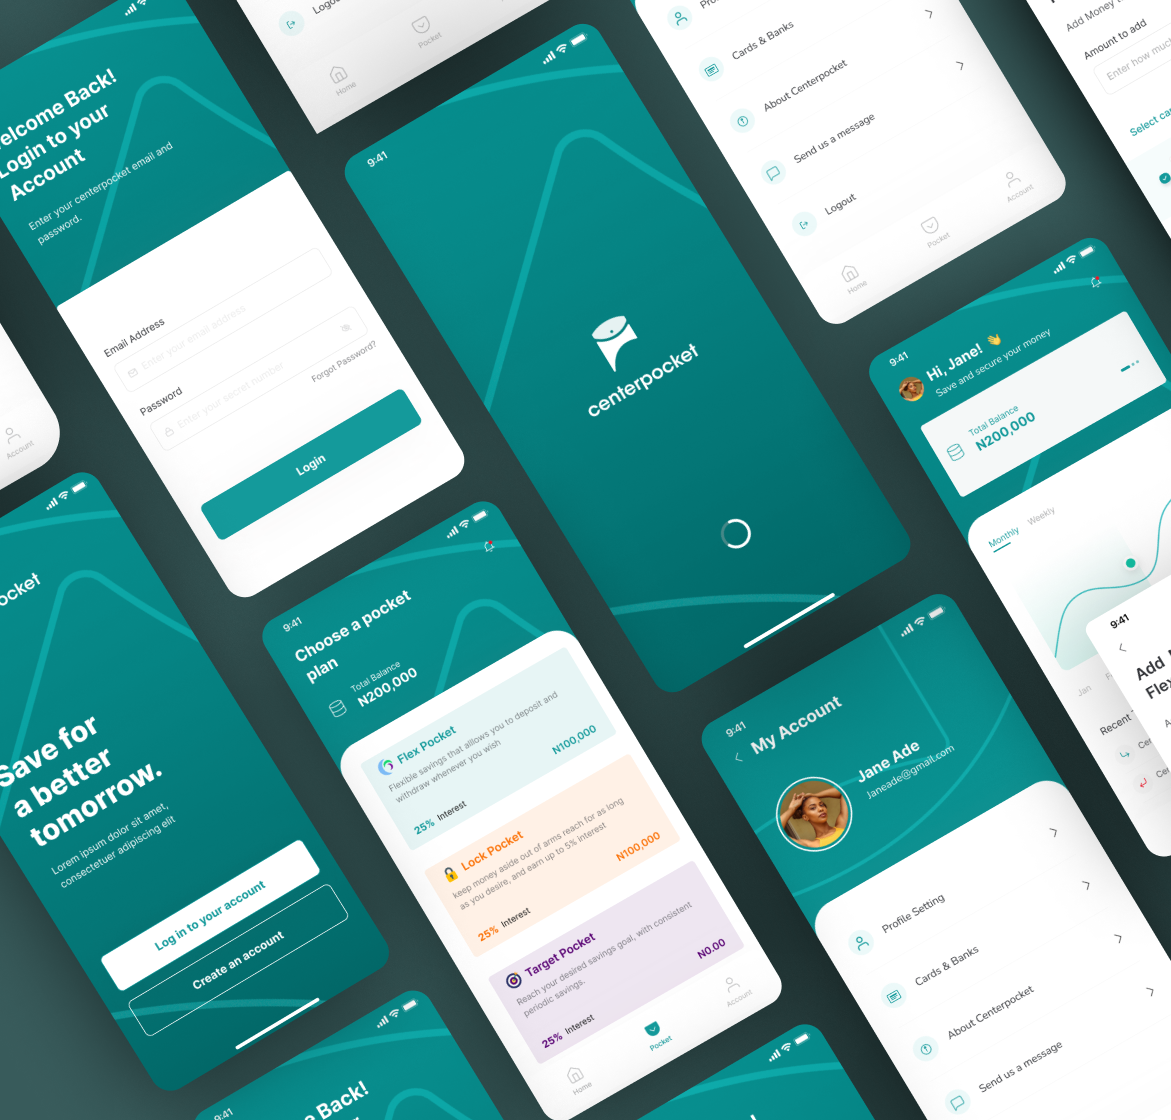 elcome Back!
Login to your
Account
Enter your centerpocket email and
password.
Email Address
Enter your email address
Password
Enter your secret number
Forgot Password?
Login
Logout
Home
Pocket
9:41
centerpocket
Cards & Banks
About Centerpocket
Send us a message
Logout
Home
Pocket
Account
Add Money
Amount to add
Enter how much
9:41
Hi, Jane! 👋
Save and secure your money
Total Balance
N200,000
Monthly
Weekly
Jan
Recent
9:41
Add
Account
Save for
a better
tomorrow.
Lorem ipsum dolor sit amet,
consectetuer adipiscing elit
Log in to your account
Create an account
9:41
Choose a pocket
plan
Total Balance
N200,000
Flex Pocket
Flexible savings that alllows you to deposit and
withdraw whenever you wish
N100,000
25% Interest
Lock Pocket
keep money aside out of arms reach for as long
as you desire, and earn up to 5% interest
N100,000
25% Interest
Target Pocket
Reach your desired savings goal, with consistent
periodic savings.
N0.00
25% Interest
Home
Pocket
Account
9:41
My Account
Jane Ade
Janeade@gmail.com
Profile Setting
Cards & Banks
About Centerpocket
Send us a message
9:41
Back!